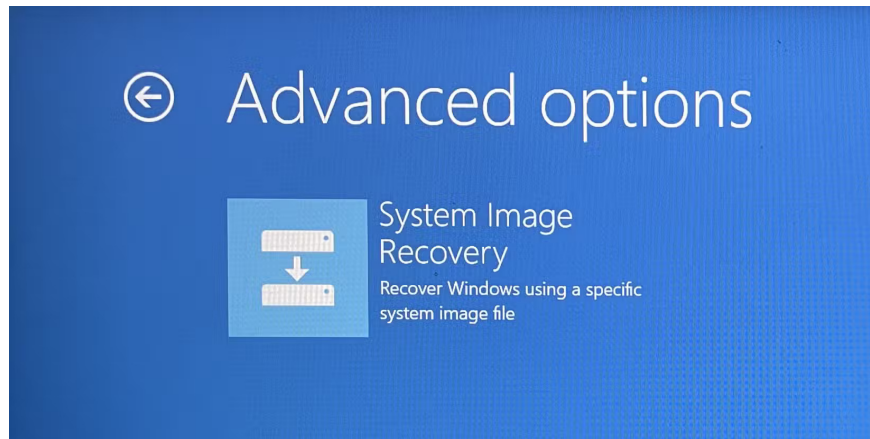 Advanced options
System Image
Recovery
Recover Windows using a specific
system image file